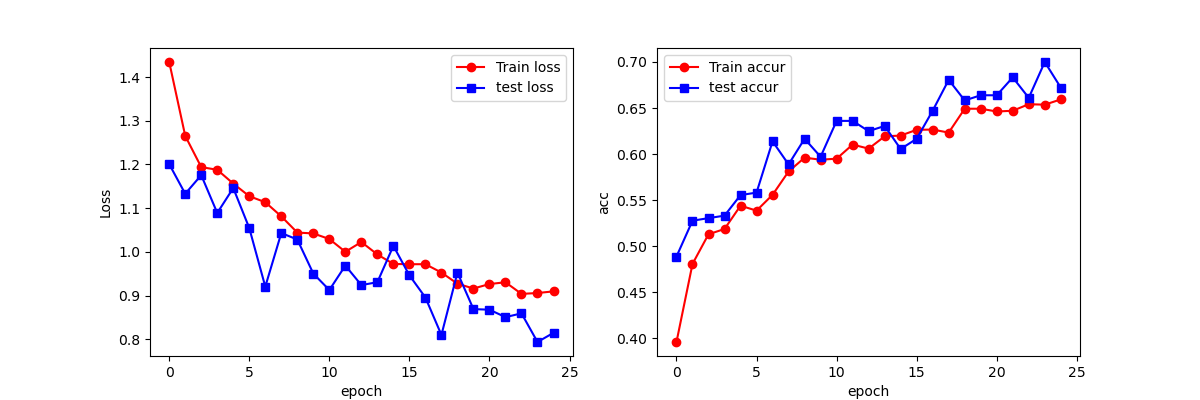 Loss
1.4
1.3
1.2
1.1
1.0
0.9
0.8
0 5 10 15 20 25
epoch
Train loss
test loss
acc
0.70
0.65
0.60
0.55
0.50
0.45
0.40
0 5 10 15 20 25
epoch
Train accur
test accur